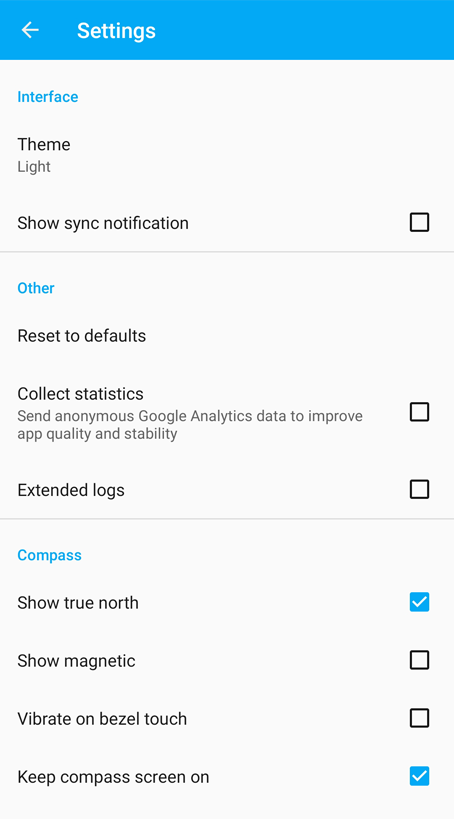 Settings
Interface
Theme
Light
Show sync notification
Other
Reset to defaults
Collect statistics
Send anonymous Google Analytics data to improve
app quality and stability
Extended logs
Compass
Show true north
Show magnetic
Vibrate on bezel touch
Keep compass screen on